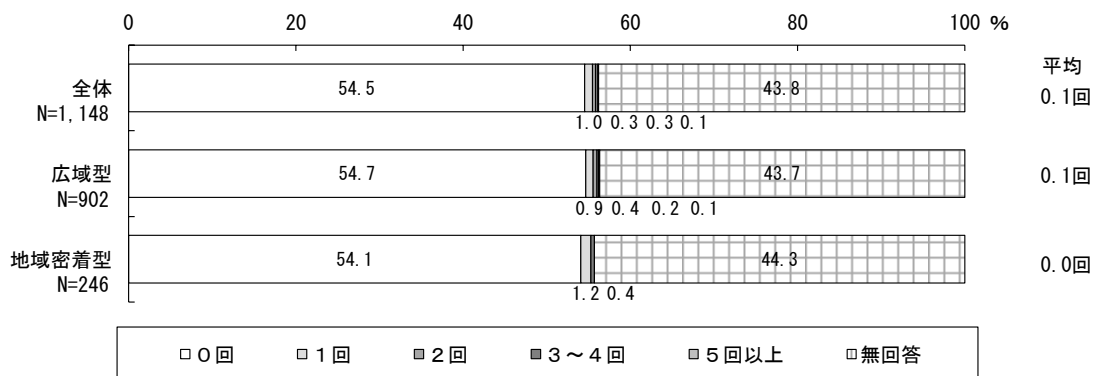 0 20 40 60 80 100 %
平均
全体
N=1,148
54.5 43.8
0.1回
1.0 0.3 0.3 0.1
広域型
N=902
54.7 43.7
0.1回
0.9 0.4 0.2 0.1
地域密着型
N=246
54.1 44.3
0.0回
1.2 0.4
０回 １回 ２回 ３～４回 ５回以上 無回答